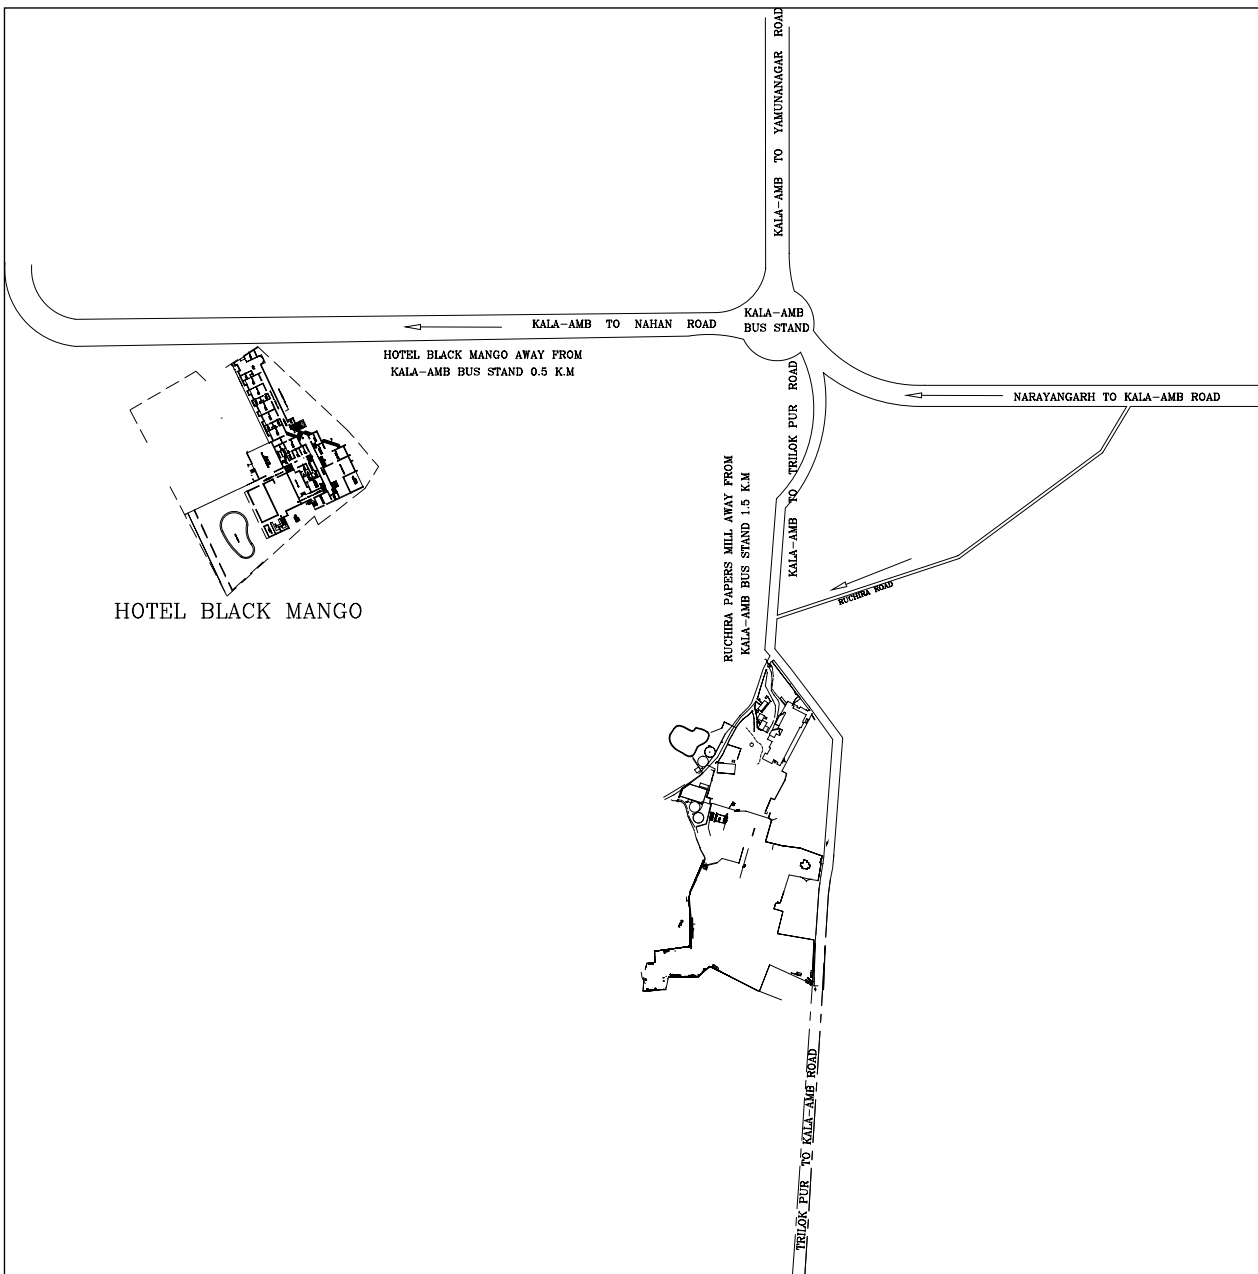 KALA-AMB TO YAMUNANAGAR ROAD
KALA-AMB
BUS STAND
KALA-AMB TO NAHAN ROAD
HOTEL BLACK MANGO AWAY FROM
KALA-AMB BUS STAND 0.5 K.M
NARAYANGARH TO KALA-AMB ROAD
KALA-AMB TO TRILOK PUR ROAD
RUCHIRA PAPERS MILL AWAY FROM
KALA-AMB BUS STAND 1.5 K.M
RUCHIRA ROAD
HOTEL BLACK MANGO
TRILOK PUR TO KALA-AMB ROAD